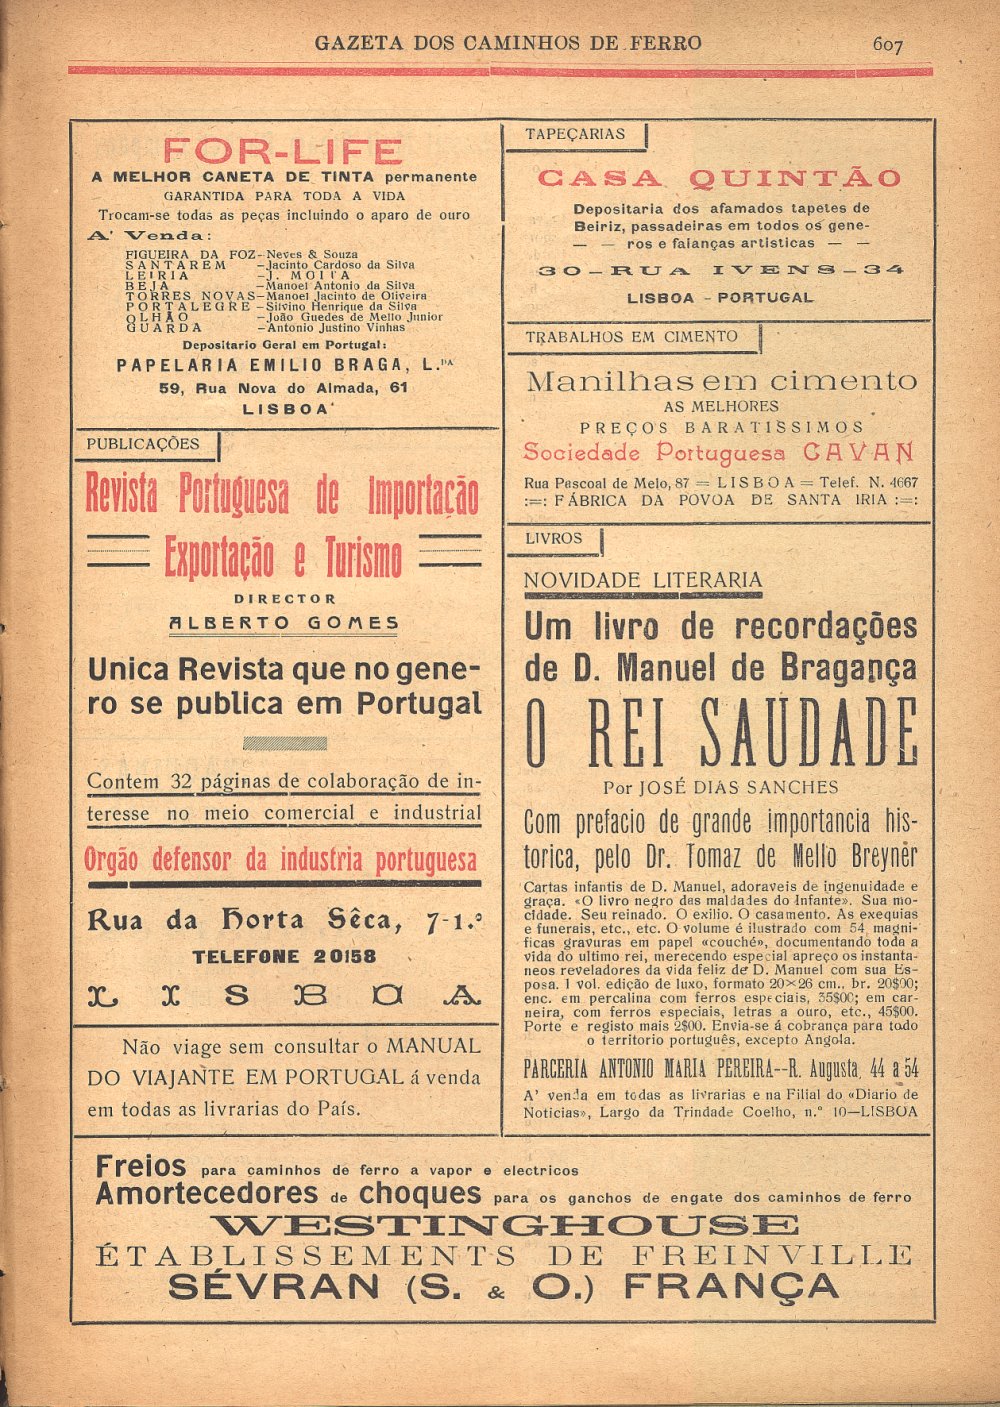 GAZETA DOS CAMINHOS DE FERRO 607
FOR-LIFE
A MELHOR CANETA DE TINTA permanente
GARANTIDA PARA TODA A VIDA
Trocam-se todas as peças incluindo o aparo de ouro
A' Venda:
FIGUEIRA DA FOZ-Neves & Souza
SANTAREM -Jacinto Cardoso da Silva
LEIRIA -J. MOITA
BEJA -Manoel Antonio da Silva
TORRES NOVAS-Manoel Jacinto de Oliveira
PORTALEGRE -Silvino Henrique da Silva
OLHÃO -João Guedes de Mello Junior
GUARDA -Antonio Justino Vinhas
Depositario Geral em Portugal:
PAPELARIA EMILIO BRAGA, L.DA
59, Rua Nova do Almada, 61
LISBOA
PUBLICAÇÕES
Revista Portuguesa de Importação
Exportação e Turismo
DIRECTOR
ALBERTO GOMES
Unica Revista que no gene-
ro se publica em Portugal
Contem 32 páginas de colaboração de in-
teresse no meio comercial e industrial
Orgão defensor da industria portuguesa
Rua da Horta Sêca, 7-1.º
TELEFONE 20158
LISBOA
Não viage sem consultar o MANUAL
DO VIAJANTE EM PORTUGAL á venda
em todas as livrarias do País.
TAPEÇARIAS
CASA QUINTÃO
Depositaria dos afamados tapetes de
Beiriz, passadeiras em todos os gene-
— — ros e faianças artisticas — —
30-RUA IVENS-34
LISBOA - PORTUGAL
TRABALHOS EM CIMENTO
Manilhas em cimento
AS MELHORES
PREÇOS BARATISSIMOS
Sociedade Portuguesa CAVAN
Rua Pascoal de Melo, 87 = LISBOA = Telef. N. 4667
:=: FÁBRICA DA POVOA DE SANTA IRIA :=:
LIVROS
NOVIDADE LITERARIA
Um livro de recordações
de D. Manuel de Bragança
O REI SAUDADE
Por JOSÉ DIAS SANCHES
Com prefacio de grande importancia his-
torica, pelo Dr. Tomaz de Mello Breyner
Cartas infantis de D. Manuel, adoraveis de ingenuidade e
graça. «O livro negro das maldades do Infante». Sua mo-
cidade. Seu reinado. O exilio. O casamento. As exequias
e funerais, etc., etc. O volume é ilustrado com 54 magni-
ficas gravuras em papel «couché», documentando toda a
vida do ultimo rei, merecendo especial apreço os instanta-
neos reveladores da vida feliz de D. Manuel com sua Es-
posa. 1 vol. edição de luxo, formato 20×26 cm., br. 20$00;
enc. em percalina com ferros especiais, 35$00; em car-
neira, com ferros especiais, letras a ouro, etc., 45$00.
Porte e registo mais 2$00. Envia-se á cobrança para todo
o territorio português, excepto Angola.
PARCERIA ANTONIO MARIA PEREIRA--R. Augusta, 44 a 54
A' venda em todas as livrarias e na Filial do «Diario de
Noticias», Largo da Trindade Coelho, n.º 10—LISBOA
Freios para caminhos de ferro a vapor e electricos
Amortecedores de choques para os ganchos de engate dos caminhos de ferro
WESTINGHOUSE
ÉTABLISSEMENTS DE FREINVILLE
SÉVRAN (S. & O.) FRANÇA